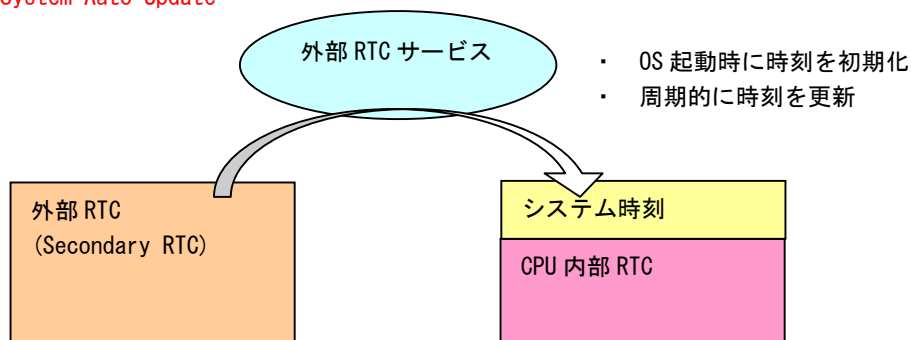 System Auto Update
外部 RTC サービス
・ OS 起動時に時刻を初期化
・ 周期的に時刻を更新
外部 RTC
(Secondary RTC)
システム時刻
CPU 内部 RTC